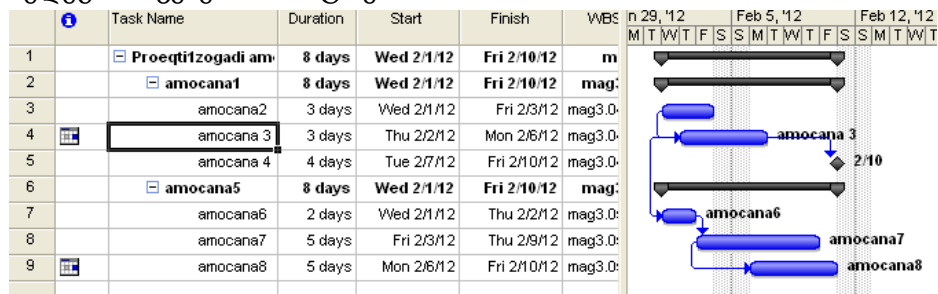 Task Name Duration Start Finish WBS n 29, '12 Feb 5, '12 Feb 12, '12
M T W T F S S M T W T F S S M T W T
1 Proeqti1zogadi am 8 days Wed 2/1/12 Fri 2/10/12 m
2 amocana1 8 days Wed 2/1/12 Fri 2/10/12 mag3
3 amocana2 3 days Wed 2/1/12 Fri 2/3/12 mag3.0
4 amocana 3 3 days Thu 2/2/12 Mon 2/6/12 mag3.0 amocana 3
5 amocana 4 4 days Tue 2/7/12 Fri 2/10/12 mag3.0 2/10
6 amocana5 8 days Wed 2/1/12 Fri 2/10/12 mag3
7 amocana6 2 days Wed 2/1/12 Thu 2/2/12 mag3.0 amocana6
8 amocana7 5 days Fri 2/3/12 Thu 2/9/12 mag3.0 amocana7
9 amocana8 5 days Mon 2/6/12 Fri 2/10/12 mag3.0 amocana8